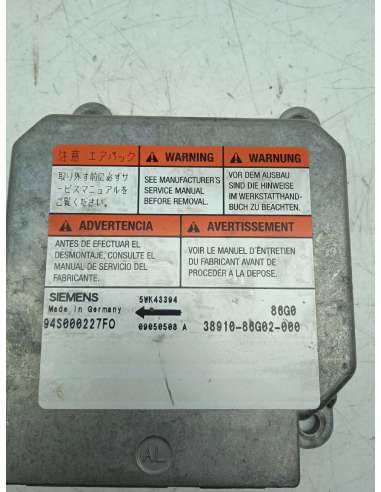 注意 エアバック
取り外す前に必ずサ
ービスマニュアルを
ご覧ください。
WARNING
SEE MANUFACTURER'S
SERVICE MANUAL
BEFORE REMOVAL.
WARNUNG
VOR DEM AUSBAU
SIND DIE HINWEISE
IM WERKSTATTHAND-
BUCH ZU BEACHTEN.
ADVERTENCIA
ANTES DE EFECTUAR EL
DESMONTAJE, CONSULTE EL
MANUAL DE SERVICIO DEL
FABRICANTE.
AVERTISSEMENT
VOIR LE MANUEL D'ENTRETIEN
DU FABRICANT AVANT DE
PROCEDER A LA DEPOSE.
SIEMENS 5WK43394 86G0
Made in Germany
94S000227F0 09050508 A 38910-86G02-000
AL